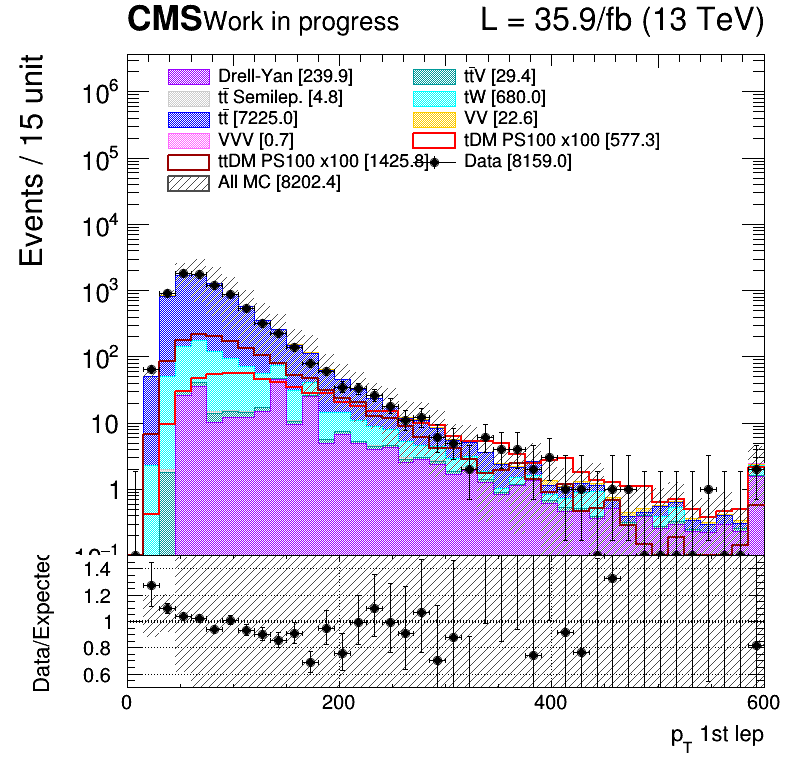 CMS Work in progress L = 35.9/fb (13 TeV)
Events / 15 unit
Drell-Yan [239.9] tt̄V [29.4]
tt̄ Semilep. [4.8] tW [680.0]
tt̄ [7225.0] VV [22.6]
VVV [0.7] tDM PS100 x100 [577.3]
ttDM PS100 x100 [1425.8] Data [8159.0]
All MC [8202.4]
10⁶
10⁵
10⁴
10³
10²
10
1
10⁻¹
Data/Expected
1.4
1.2
1
0.8
0.6
0 200 400 600
p_T 1st lep